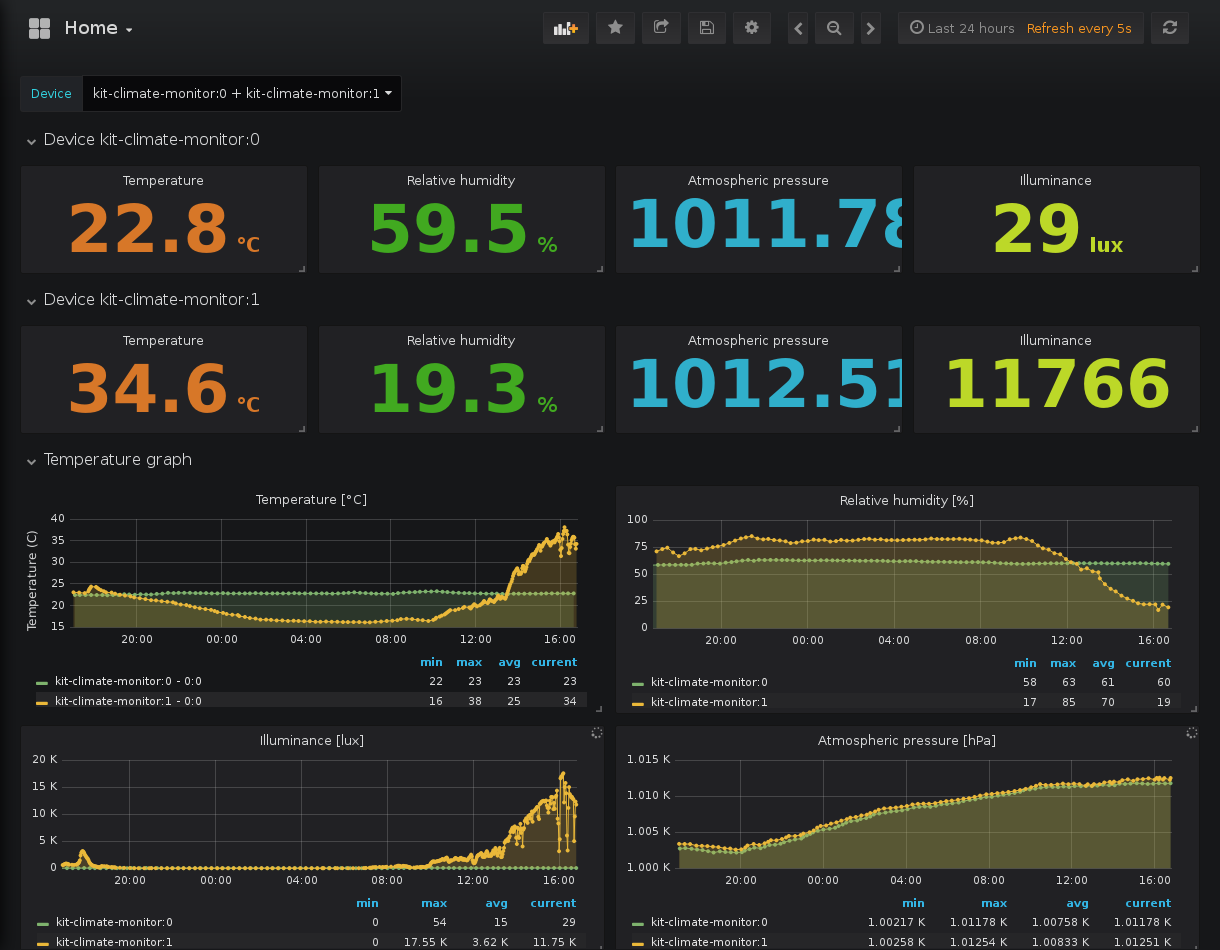 Home
Last 24 hours Refresh every 5s
Device kit-climate-monitor:0 + kit-climate-monitor:1
Device kit-climate-monitor:0
Temperature Relative humidity Atmospheric pressure Illuminance
22.8 °C 59.5 % 1011.78 29 lux
Device kit-climate-monitor:1
Temperature Relative humidity Atmospheric pressure Illuminance
34.6 °C 19.3 % 1012.51 11766
Temperature graph
Temperature [°C]
Temperature (C)
40
35
30
25
20
15
20:00 00:00 04:00 08:00 12:00 16:00
min max avg current
kit-climate-monitor:0 - 0:0 22 23 23 23
kit-climate-monitor:1 - 0:0 16 38 25 34
Relative humidity [%]
100
75
50
25
0
20:00 00:00 04:00 08:00 12:00 16:00
min max avg current
kit-climate-monitor:0 58 63 61 60
kit-climate-monitor:1 17 85 70 19
Illuminance [lux]
20 K
15 K
10 K
5 K
0
20:00 00:00 04:00 08:00 12:00 16:00
min max avg current
kit-climate-monitor:0 0 54 15 29
kit-climate-monitor:1 0 17.55 K 3.62 K 11.75 K
Atmospheric pressure [hPa]
1.015 K
1.010 K
1.005 K
1.000 K
20:00 00:00 04:00 08:00 12:00 16:00
min max avg current
kit-climate-monitor:0 1.00217 K 1.01178 K 1.00758 K 1.01178 K
kit-climate-monitor:1 1.00258 K 1.01254 K 1.00833 K 1.01251 K